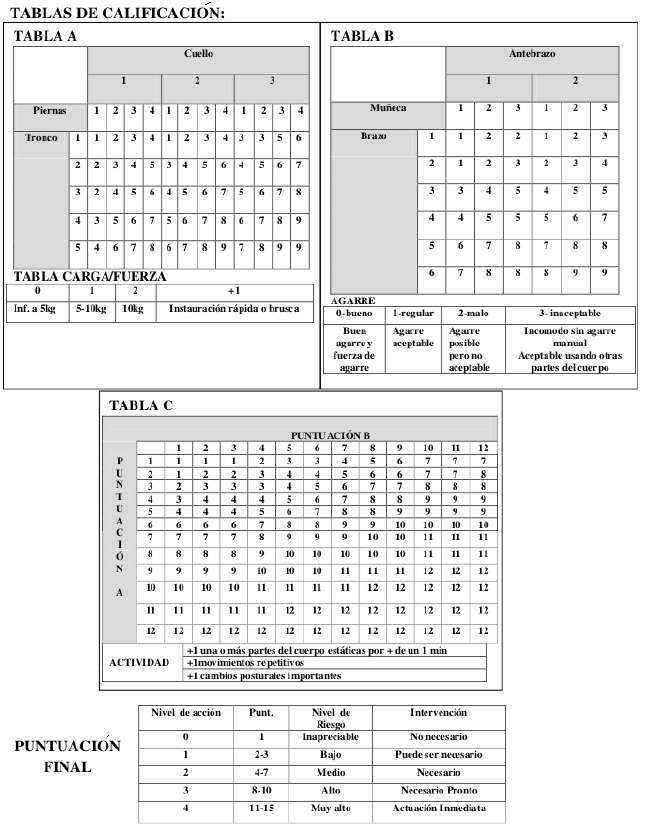 TABLAS DE CALIFICACIÓN:
TABLA A
Cuello
1 2 3
Piernas 1 2 3 4 1 2 3 4 1 2 3 4
Tronco 1 1 2 3 4 1 2 3 4 3 3 5 6
2 2 3 4 5 3 4 5 6 4 5 6 7
3 2 4 5 6 4 5 6 7 5 6 7 8
4 3 5 6 7 5 6 7 8 6 7 8 9
5 4 6 7 8 6 7 8 9 7 8 9 9
TABLA CARGA/FUERZA
0 1 2 +1
Inf. a 5kg 5-10kg 10kg Instauración rápida o brusca
TABLA B
Antebrazo
1 2
Muñeca 1 2 3 1 2 3
Brazo 1 1 2 2 1 2 3
2 1 2 3 2 3 4
3 3 4 5 4 5 5
4 4 5 5 5 6 7
5 6 7 8 7 8 8
6 7 8 8 8 9 9
AGARRE
0-bueno 1-regular 2-malo 3- inaceptable
Buen Agarre Agarre Incomodo sin agarre
agarre y aceptable posible manual
fuerza de pero no Aceptable usando otras
agarre aceptable partes del cuerpo
TABLA C
PUNTUACIÓN B
1 2 3 4 5 6 7 8 9 10 11 12
PUNTUACIÓN A
1 1 1 1 2 3 3 4 5 6 7 7 7
2 1 2 2 3 4 4 5 6 6 7 7 8
3 2 3 3 3 4 5 6 7 7 8 8 8
4 3 4 4 4 5 6 7 8 8 9 9 9
5 4 4 4 5 6 7 8 8 9 9 9 9
6 6 6 6 7 8 8 9 9 10 10 10 10
7 7 7 7 8 9 9 9 10 10 11 11 11
8 8 8 8 9 10 10 10 10 10 11 11 11
9 9 9 9 10 10 10 11 11 11 12 12 12
10 10 10 10 11 11 11 11 12 12 12 12 12
11 11 11 11 11 12 12 12 12 12 12 12 12
12 12 12 12 12 12 12 12 12 12 12 12 12
ACTIVIDAD
+1 una o más partes del cuerpo estáticas por + de un 1 min
+1movimientos repetitivos
+1 cambios posturales importantes
PUNTUACIÓN
FINAL
Nivel de acción Punt. Nivel de Intervención
Riesgo
0 1 Inapreciable No necesario
1 2-3 Bajo Puede ser necesario
2 4-7 Medio Necesario
3 8-10 Alto Necesario Pronto
4 11-15 Muy alto Actuación Inmediata